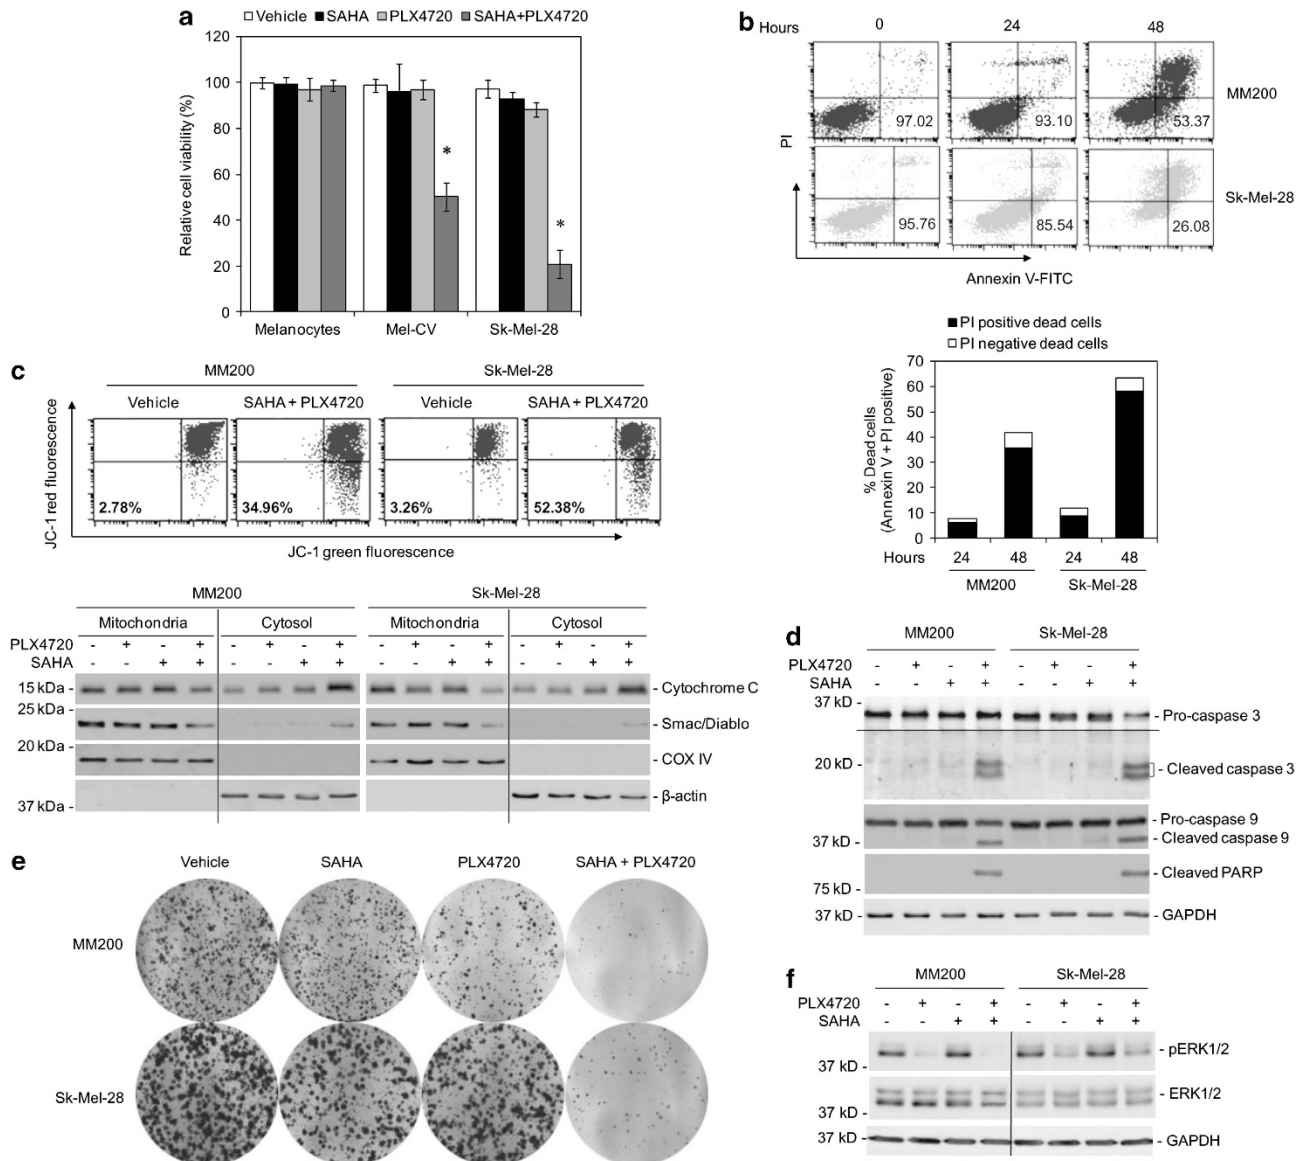 a
Vehicle SAHA PLX4720 SAHA+PLX4720
Relative cell viability (%)
120
100
80
60
40
20
0
* *
Melanocytes Mel-CV Sk-Mel-28
b
Hours 0 24 48
97.02 93.10 53.37 MM200
95.76 85.54 26.08 Sk-Mel-28
PI
Annexin V-FITC
PI positive dead cells
PI negative dead cells
% Dead cells
(Annexin V + PI positive)
70
60
50
40
30
20
10
0
Hours 24 48 24 48
MM200 Sk-Mel-28
c
MM200 Sk-Mel-28
Vehicle SAHA + PLX4720 Vehicle SAHA + PLX4720
JC-1 red fluorescence
2.78% 34.96% 3.26% 52.38%
JC-1 green fluorescence
MM200 Sk-Mel-28
Mitochondria Cytosol Mitochondria Cytosol
PLX4720 - + - + - + - + - + - + - + - +
SAHA - - + + - - + + - - + + - - + +
15 kDa - - Cytochrome C
25 kDa - - Smac/Diablo
20 kDa - - COX IV
37 kDa - - β-actin
d
MM200 Sk-Mel-28
PLX4720 - + - + - + - +
SAHA - - + + - - + +
37 kD - - Pro-caspase 3
20 kD - - Cleaved caspase 3
- Pro-caspase 9
37 kD - - Cleaved caspase 9
- Cleaved PARP
75 kD -
37 kD - - GAPDH
e
Vehicle SAHA PLX4720 SAHA + PLX4720
MM200
Sk-Mel-28
f
MM200 Sk-Mel-28
PLX4720 - + - + - + - +
SAHA - - + + - - + +
- pERK1/2
37 kD -
- ERK1/2
37 kD -
37 kD - - GAPDH